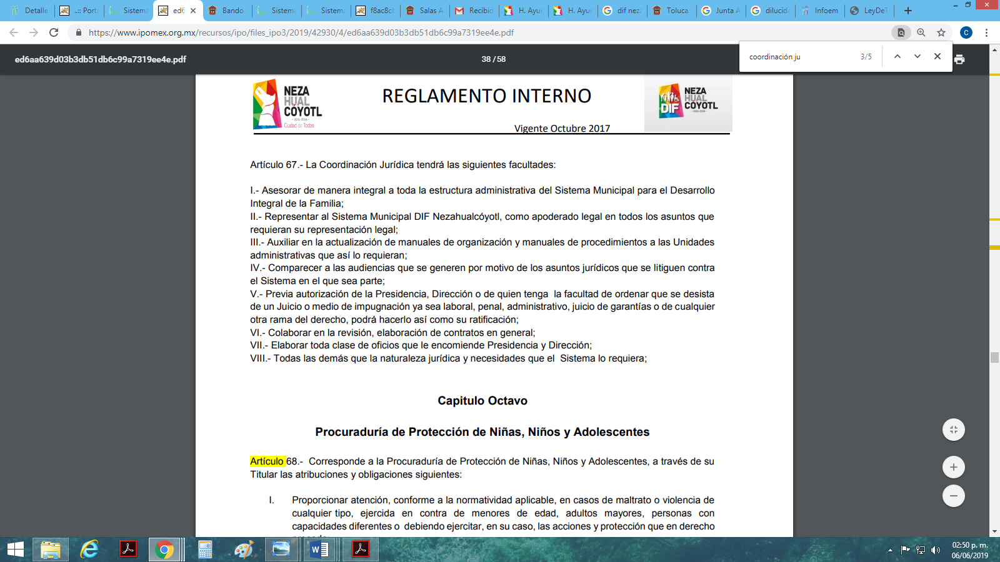 Detalle
..:: Porta
Sistema
ed6
Bando
Sistema
Sistema
f8ac8cb
Salas A
Recibid
H. Ayun
H. Ayun
dif neza
Toluca
Junta A
dilucida
Infoem
LeyDeT
https://www.ipomex.org.mx/recursos/ipo/files_ipo3/2019/42930/4/ed6aa639d03b3db51db6c99a7319ee4e.pdf
C
ed6aa639d03b3db51db6c99a7319ee4e.pdf
38 / 58
coordinación ju
3/5
NEZA
HUAL
CÓYOTL
2016-2018
Ciudad de Todos
REGLAMENTO INTERNO
Vigente Octubre 2017
DIF
NEZA
HUAL
CÓYOTL
2016-2018
Artículo 67.- La Coordinación Jurídica tendrá las siguientes facultades:
I.- Asesorar de manera integral a toda la estructura administrativa del Sistema Municipal para el Desarrollo
Integral de la Familia;
II.- Representar al Sistema Municipal DIF Nezahualcóyotl, como apoderado legal en todos los asuntos que
requieran su representación legal;
III.- Auxiliar en la actualización de manuales de organización y manuales de procedimientos a las Unidades
administrativas que así lo requieran;
IV.- Comparecer a las audiencias que se generen por motivo de los asuntos jurídicos que se litiguen contra
el Sistema en el que sea parte;
V.- Previa autorización de la Presidencia, Dirección o de quien tenga la facultad de ordenar que se desista
de un Juicio o medio de impugnación ya sea laboral, penal, administrativo, juicio de garantías o de cualquier
otra rama del derecho, podrá hacerlo así como su ratificación;
VI.- Colaborar en la revisión, elaboración de contratos en general;
VII.- Elaborar toda clase de oficios que le encomiende Presidencia y Dirección;
VIII.- Todas las demás que la naturaleza jurídica y necesidades que el Sistema lo requiera;
Capitulo Octavo
Procuraduría de Protección de Niñas, Niños y Adolescentes
Artículo 68.- Corresponde a la Procuraduría de Protección de Niñas, Niños y Adolescentes, a través de su
Titular las atribuciones y obligaciones siguientes:
I. Proporcionar atención, conforme a la normatividad aplicable, en casos de maltrato o violencia de
cualquier tipo, ejercida en contra de menores de edad, adultos mayores, personas con
capacidades diferentes o debiendo ejercitar, en su caso, las acciones y protección que en derecho
02:50 p. m.
06/06/2019